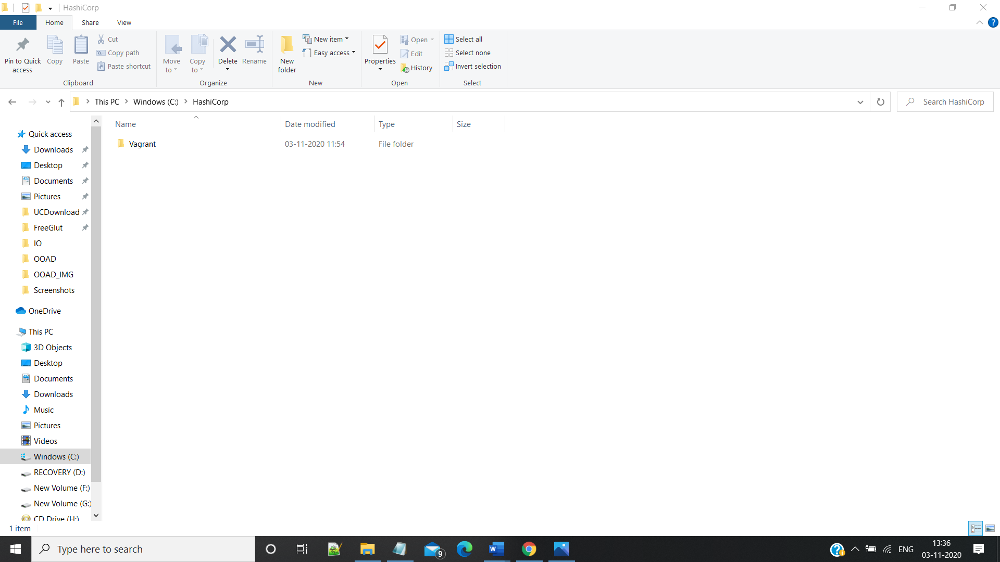 HashiCorp
File Home Share View
Pin to Quick access
Copy
Paste
Cut
Copy path
Paste shortcut
Clipboard
Move to
Copy to
Delete
Rename
Organize
New folder
New item
Easy access
New
Properties
Open
Edit
History
Open
Select all
Select none
Invert selection
Select
This PC Windows (C:) HashiCorp
Search HashiCorp
Name Date modified Type Size
Vagrant 03-11-2020 11:54 File folder
Quick access
Downloads
Desktop
Documents
Pictures
UCDownload
FreeGlut
IO
OOAD
OOAD_IMG
Screenshots
OneDrive
This PC
3D Objects
Desktop
Documents
Downloads
Music
Pictures
Videos
Windows (C:)
RECOVERY (D:)
New Volume (F:)
New Volume (G:)
CD Drive (H:)
1 item
Type here to search
9
ENG
13:36
03-11-2020